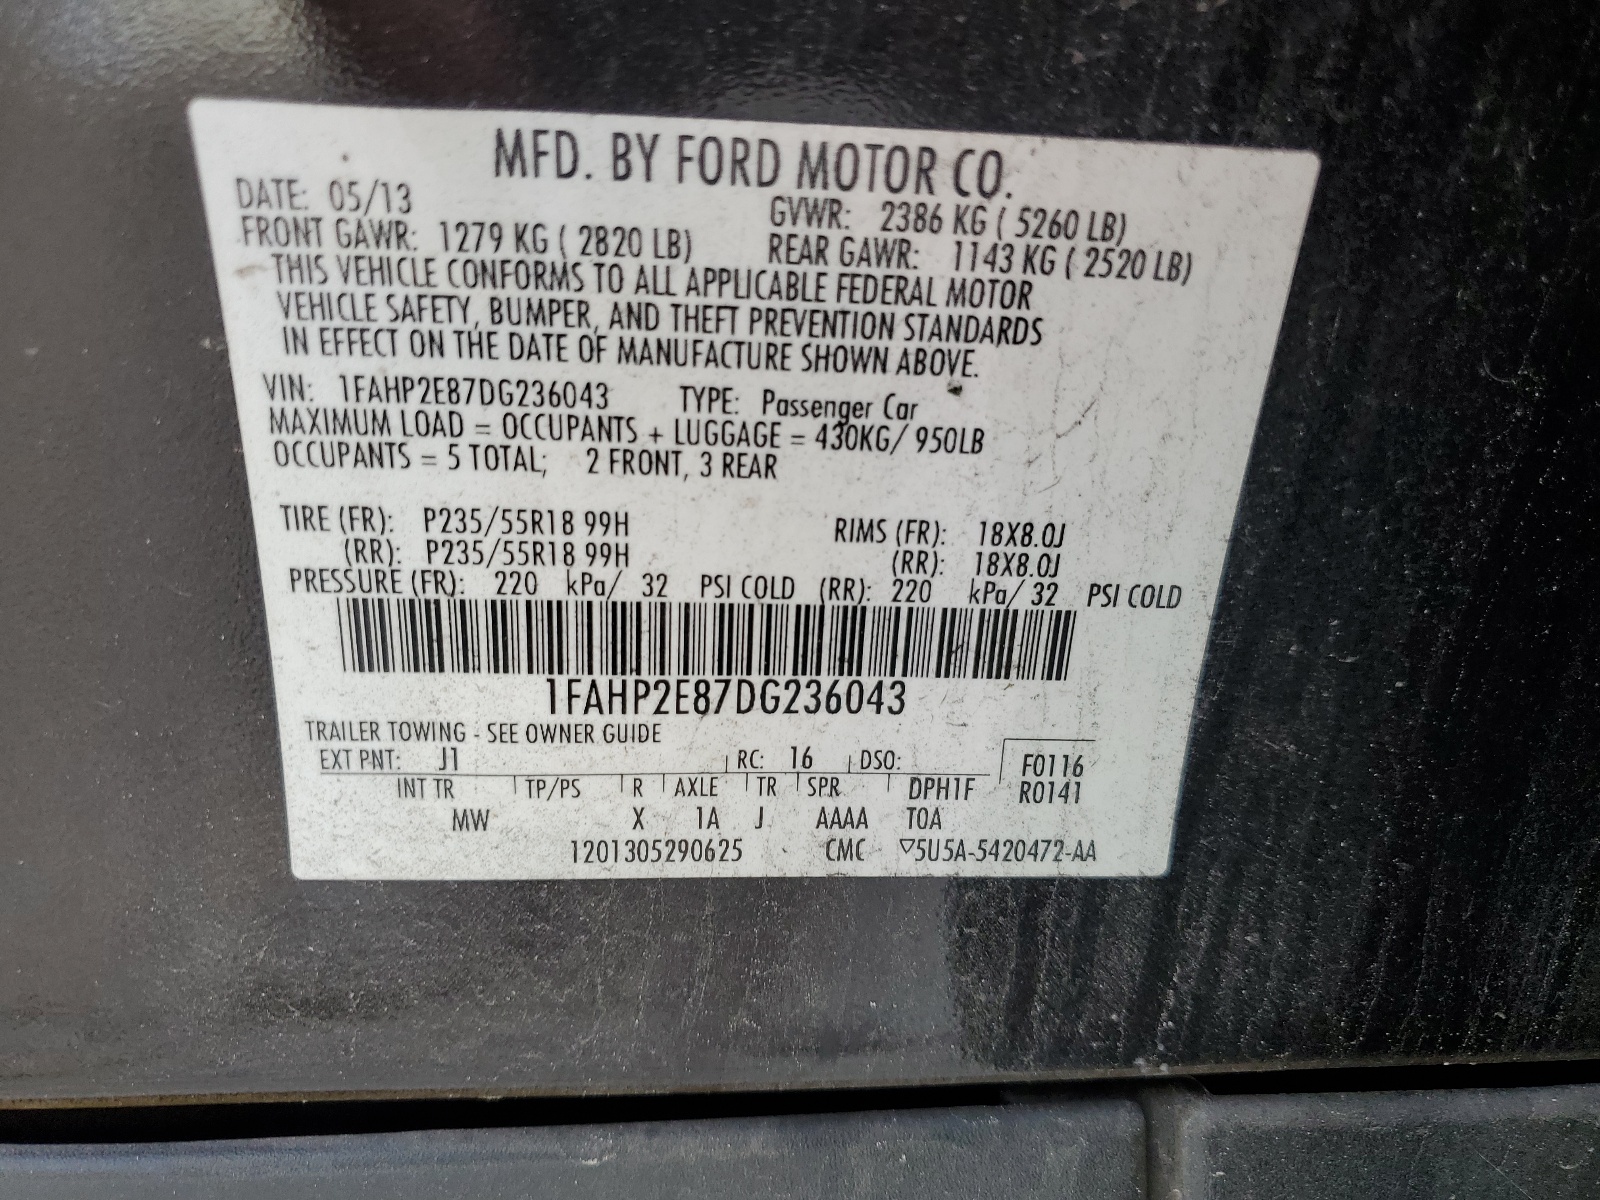 MFD. BY FORD MOTOR CO.
DATE: 05/13 GVWR: 2386 KG ( 5260 LB)
FRONT GAWR: 1279 KG ( 2820 LB) REAR GAWR: 1143 KG ( 2520 LB)
THIS VEHICLE CONFORMS TO ALL APPLICABLE FEDERAL MOTOR
VEHICLE SAFETY, BUMPER, AND THEFT PREVENTION STANDARDS
IN EFFECT ON THE DATE OF MANUFACTURE SHOWN ABOVE.
VIN: 1FAHP2E87DG236043 TYPE: Passenger Car
MAXIMUM LOAD = OCCUPANTS + LUGGAGE = 430KG/ 950LB
OCCUPANTS = 5 TOTAL; 2 FRONT, 3 REAR
TIRE (FR): P235/55R18 99H RIMS (FR): 18X8.0J
(RR): P235/55R18 99H (RR): 18X8.0J
PRESSURE (FR): 220 kPa/ 32 PSI COLD (RR): 220 kPa/ 32 PSI COLD
1FAHP2E87DG236043
TRAILER TOWING - SEE OWNER GUIDE
EXT PNT: J1 RC: 16 DSO: F0116
INT TR TP/PS R AXLE TR SPR DPH1F R0141
MW X 1A J AAAA TOA
1201305290625 CMC ▽5U5A-5420472-AA